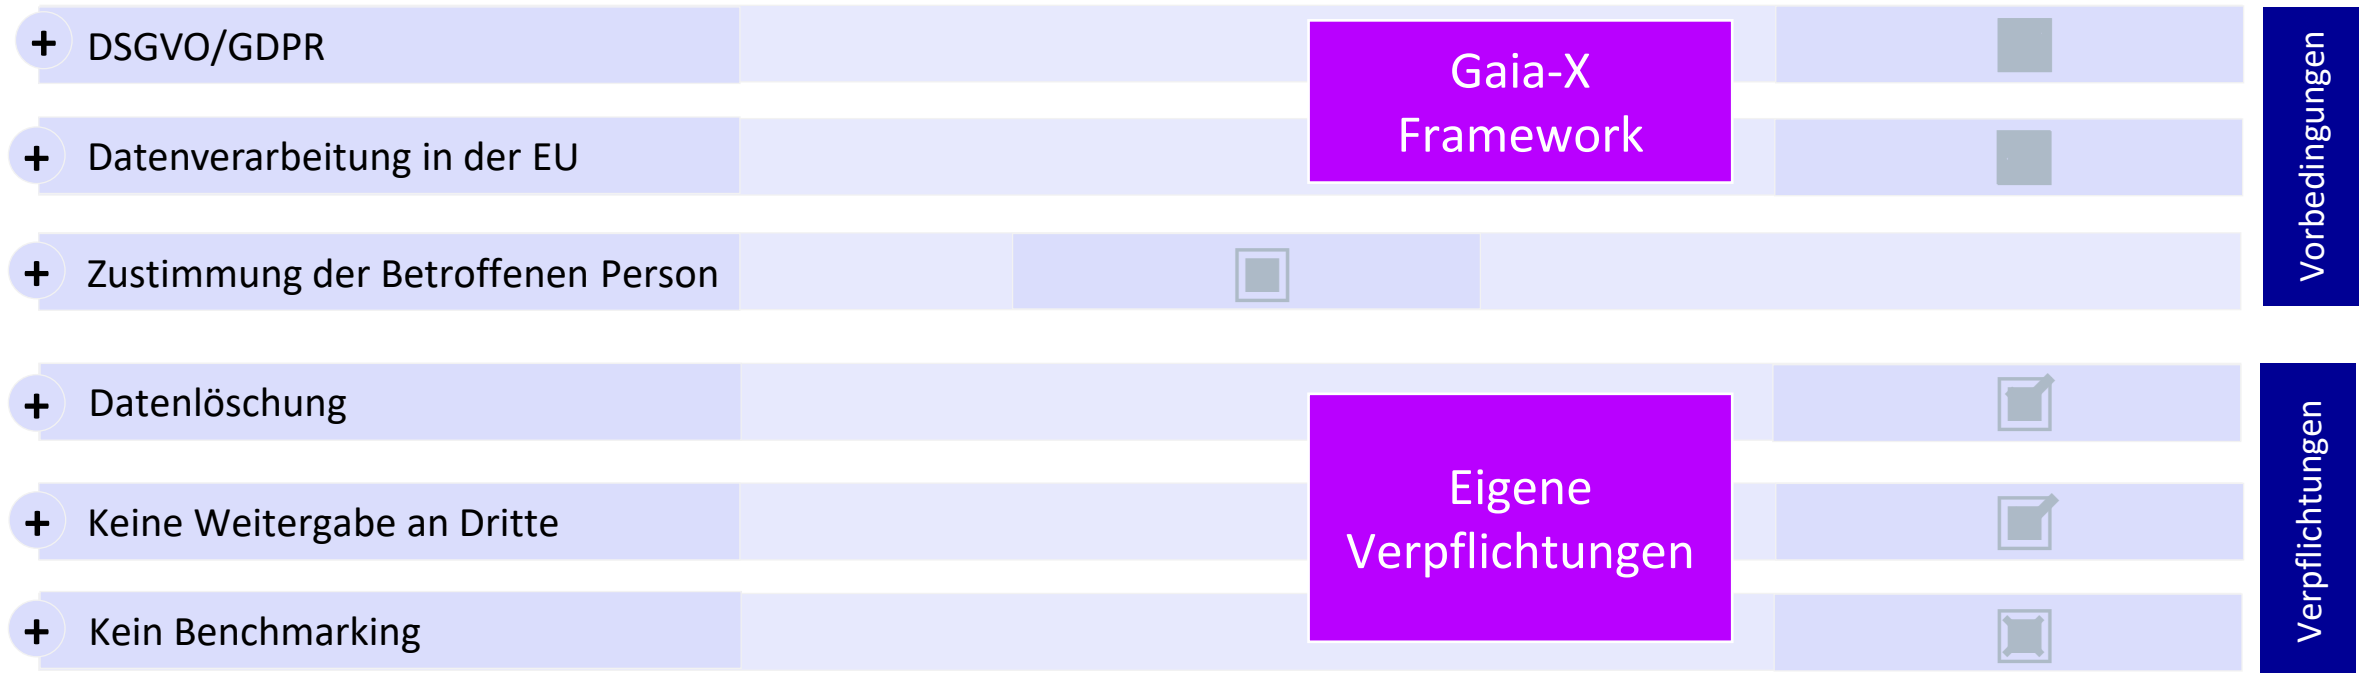 + DSGVO/GDPR
Gaia-X
Framework
+ Datenverarbeitung in der EU
+ Zustimmung der Betroffenen Person
Vorbedingungen
+ Datenlöschung
+ Keine Weitergabe an Dritte
Eigene
Verpflichtungen
+ Kein Benchmarking
Verpflichtungen